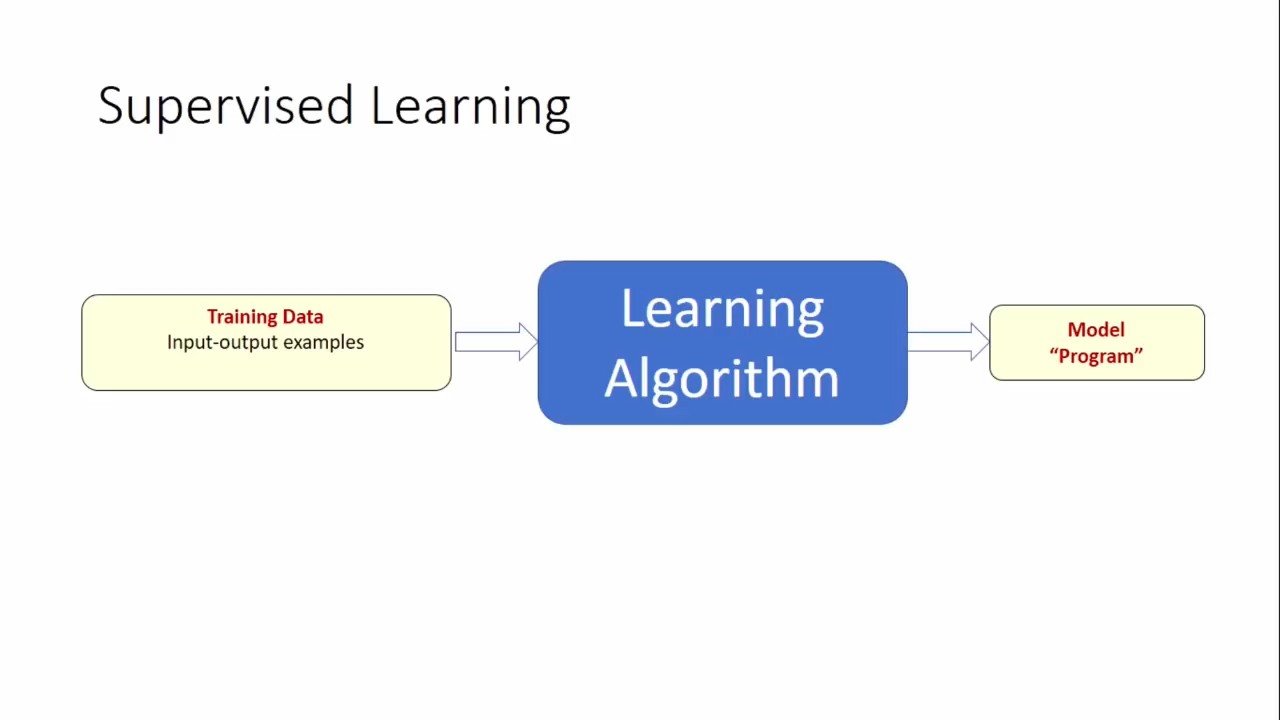 Supervised Learning
Training Data
Input-output examples
Learning
Algorithm
Model
“Program”